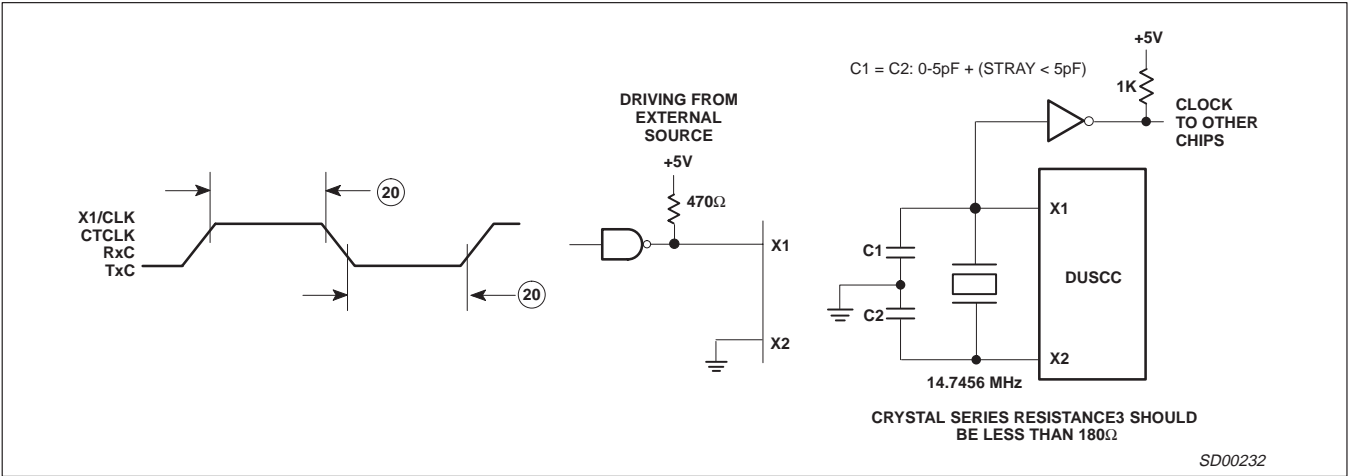 X1/CLK
CTCLK
RxC
TxC
20
20
DRIVING FROM
EXTERNAL
SOURCE
+5V
470Ω
X1
X2
C1 = C2: 0-5pF + (STRAY < 5pF)
+5V
1K
CLOCK
TO OTHER
CHIPS
X1
C1
DUSCC
C2
X2
14.7456 MHz
CRYSTAL SERIES RESISTANCE3 SHOULD
BE LESS THAN 180Ω
SD00232